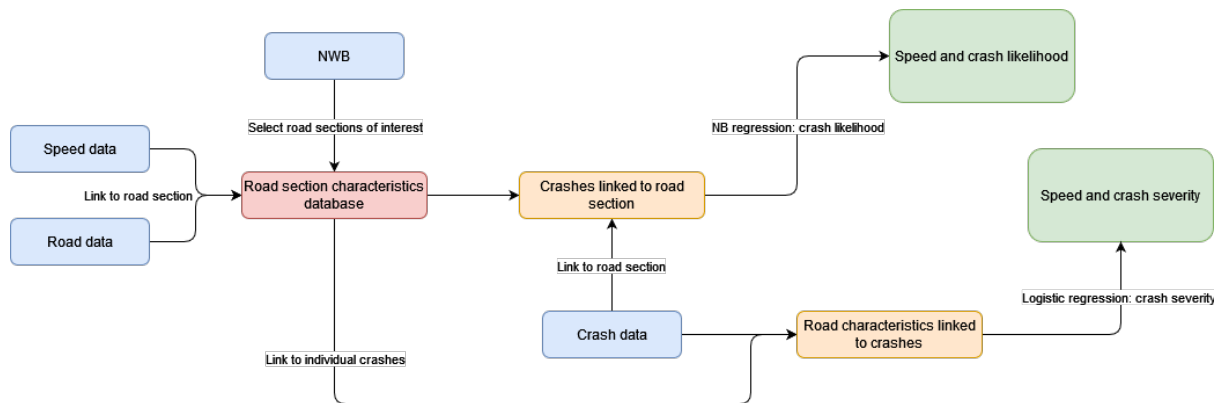 NWB
Speed and crash likelihood
Select road sections of interest
NB regression: crash likelihood
Speed data
Link to road section
Road data
Road section characteristics
database
Crashes linked to road
section
Speed and crash severity
Link to road section
Logistic regression: crash severity
Crash data
Road characteristics linked
to crashes
Link to individual crashes